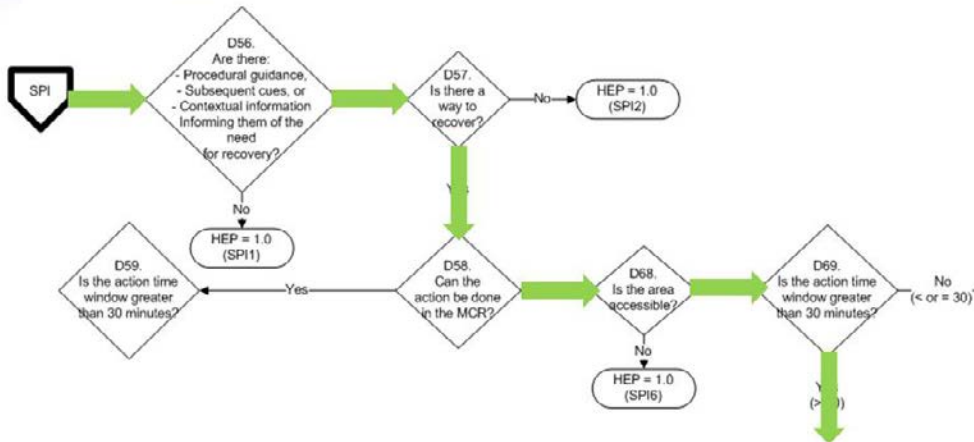 SPI
D56.
Are there:
- Procedural guidance,
- Subsequent cues, or
- Contextual information
Informing them of the
need
for recovery?
D57.
Is there a
way to
recover?
No
HEP = 1.0
(SPI2)
No
HEP = 1.0
(SPI1)
D59.
Is the action time
window greater
than 30 minutes?
Yes
D58.
Can the
action be done
in the MCR?
D68.
Is the area
accessible?
No
HEP = 1.0
(SPI6)
D69.
Is the action time
window greater
than 30 minutes?
No
(< or = 30)